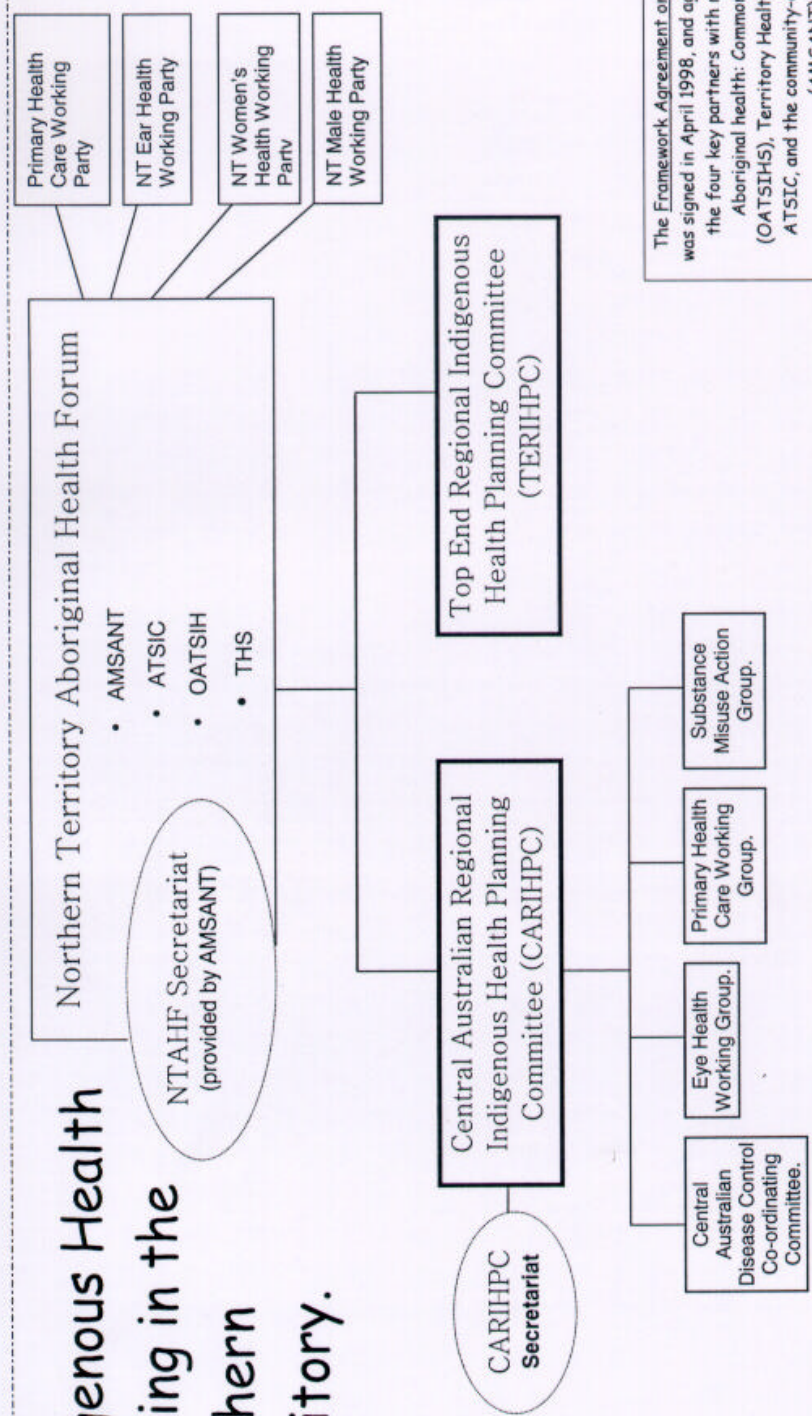 genous Health
ing in the
hern
itory.
Northern Territory Aboriginal Health Forum
• AMSANT
• ATSIC
• OATSIH
• THS
NTAHF Secretariat
(provided by AMSANT)
Primary Health
Care Working
Party
NT Ear Health
Working Party
NT Women's
Health Working
Party
NT Male Health
Working Party
CARIHPC
Secretariat
Central Australian Regional
Indigenous Health Planning
Committee (CARIHPC)
Top End Regional Indigenous
Health Planning Committee
(TERIHPC)
Central
Australian
Disease Control
Co-ordinating
Committee.
Eye Health
Working Group.
Primary Health
Care Working
Group.
Substance
Misuse Action
Group.
The Framework Agreement
was signed in April 1998, and
the four key partners with
Aboriginal health:
(OATSIHS), Territory
ATSIC, and the